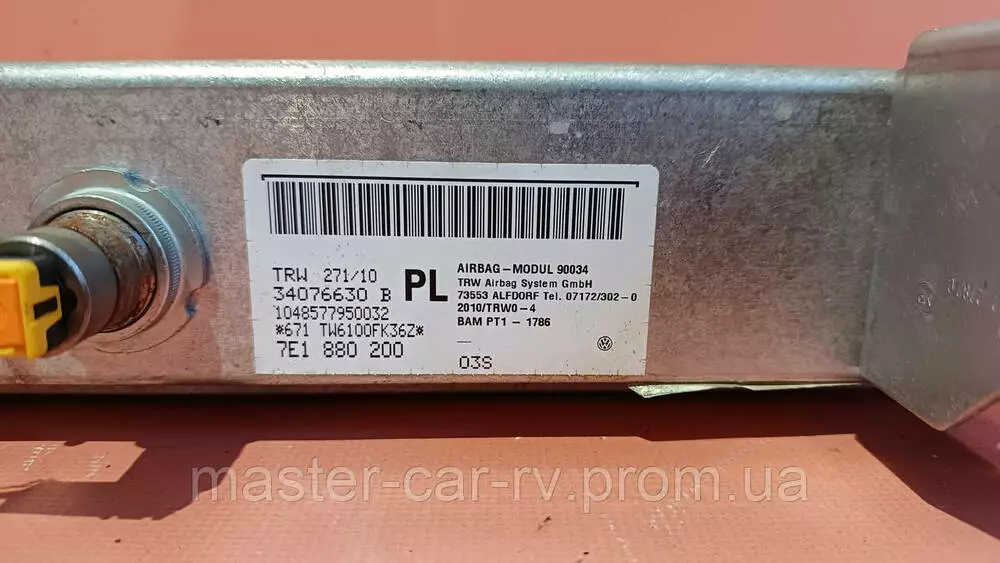 TRW 271/10
34076630 B
1048577950032
*671 TW6100FK36Z*
7E1 880 200
PL
AIRBAG-MODUL 90034
TRW Airbag System GmbH
73553 ALFDORF Tel. 07172/302-0
2010/TRW0-4
BAM PT1 - 1786
03S
master-car-rv.prom.ua